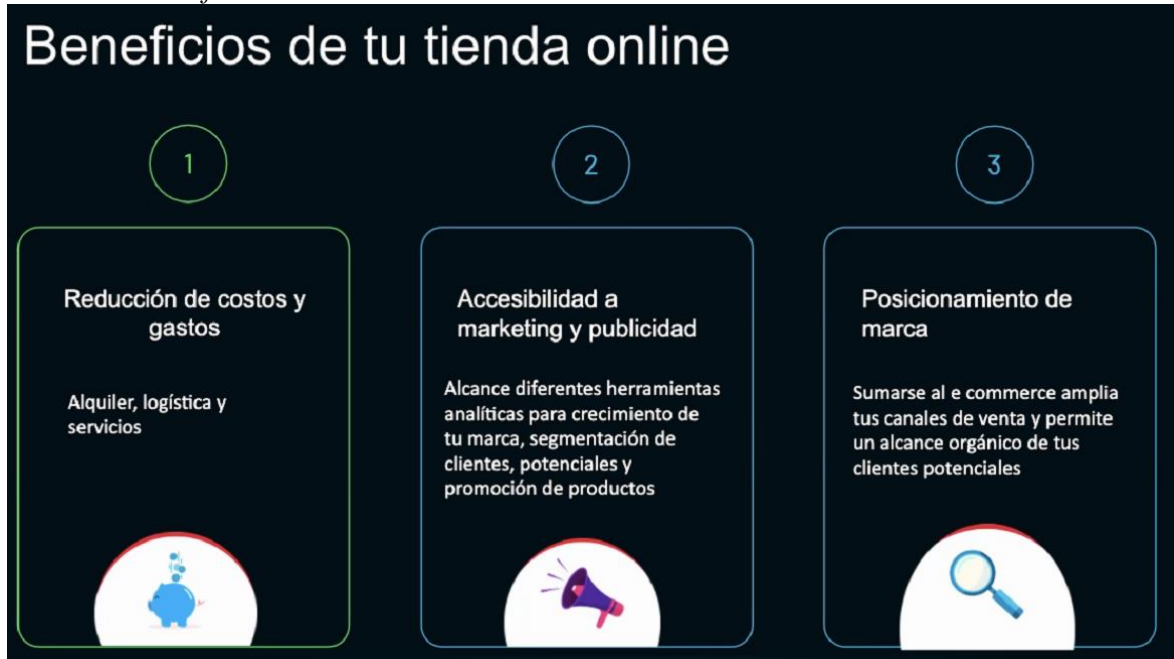 Beneficios de tu tienda online
1
2
3
Reducción de costos y
gastos
Alquiler, logística y
servicios
Accesibilidad a
marketing y publicidad
Alcance diferentes herramientas
analíticas para crecimiento de
tu marca, segmentación de
clientes, potenciales y
promoción de productos
Posicionamiento de
marca
Sumarse al e commerce amplia
tus canales de venta y permite
un alcance orgánico de tus
clientes potenciales